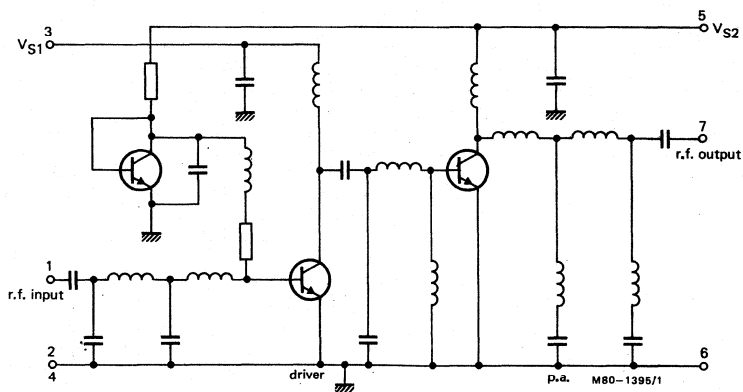 5
V_S2
3
V_S1
7
r.f. output
1
r.f. input
2
4
driver
6
p.a. M80–1395/1